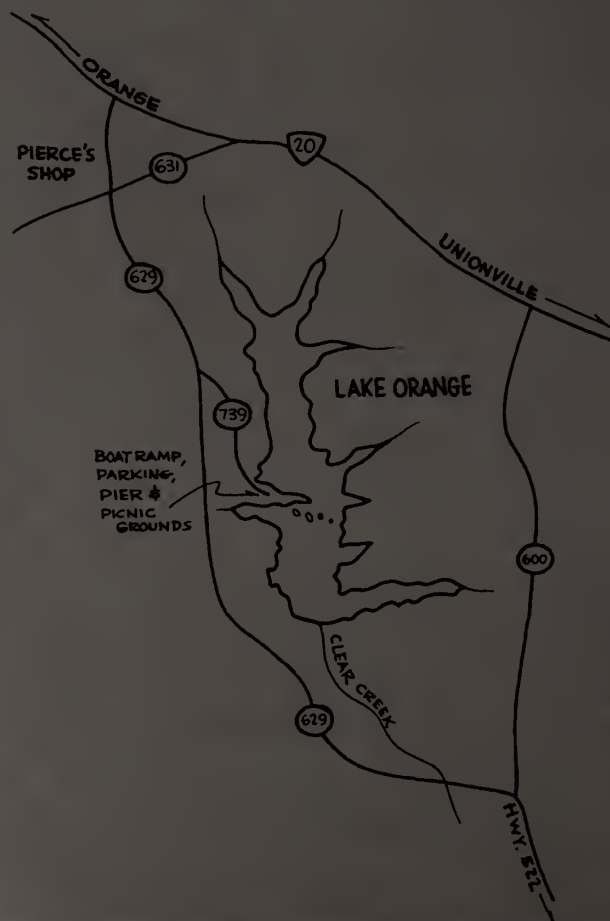 ORANGE
20
PIERCE'S
SHOP
631
629
UNIONVILLE
LAKE ORANGE
739
BOAT RAMP,
PARKING,
PIER &
PICNIC
GROUNDS
600
CLEAR CREEK
629
HWY. 522